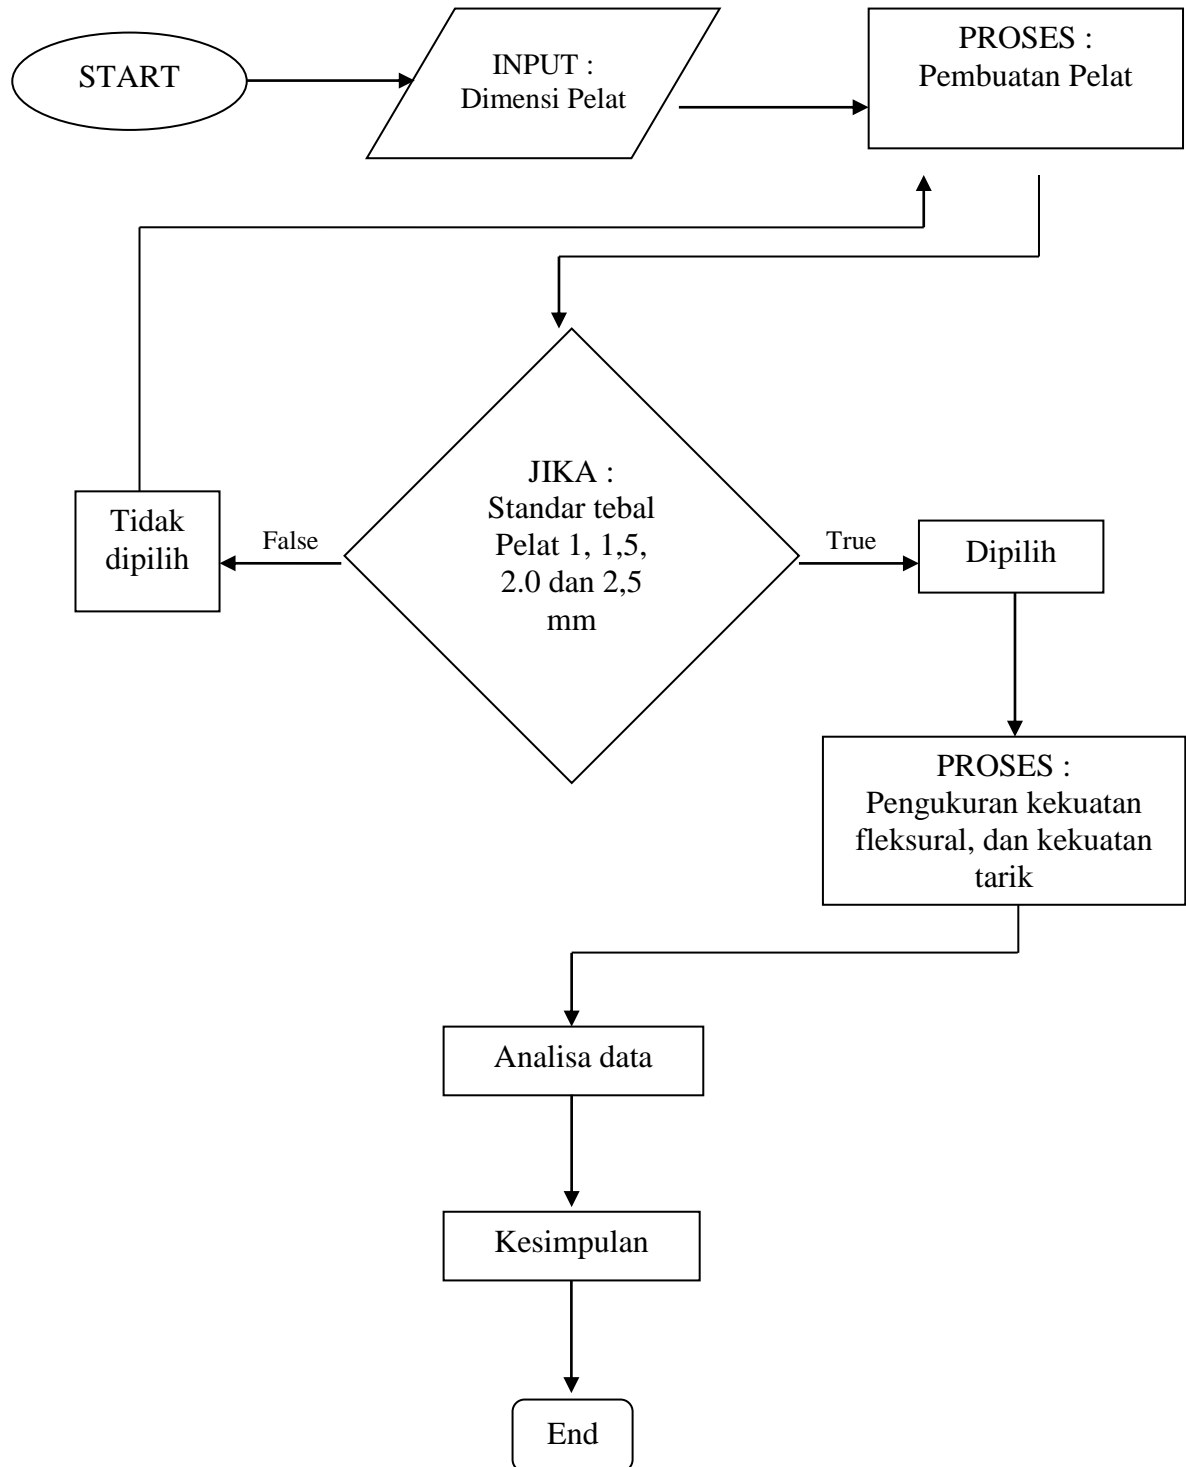 START
INPUT :
Dimensi Pelat
PROSES :
Pembuatan Pelat
JIKA :
Standar tebal
Pelat 1, 1,5,
2.0 dan 2,5
mm
False
Tidak
dipilih
True
Dipilih
PROSES :
Pengukuran kekuatan
fleksural, dan kekuatan
tarik
Analisa data
Kesimpulan
End